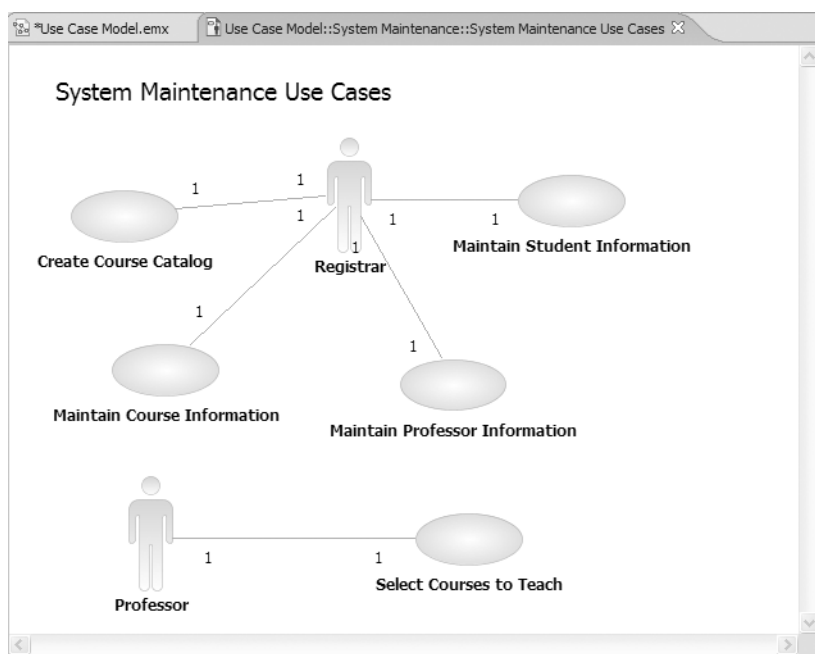 *Use Case Model.emx
Use Case Model::System Maintenance::System Maintenance Use Cases
System Maintenance Use Cases
1
1
1
1
1
Create Course Catalog
Registrar
1
Maintain Student Information
1
1
Maintain Course Information
Maintain Professor Information
1
1
Professor
Select Courses to Teach